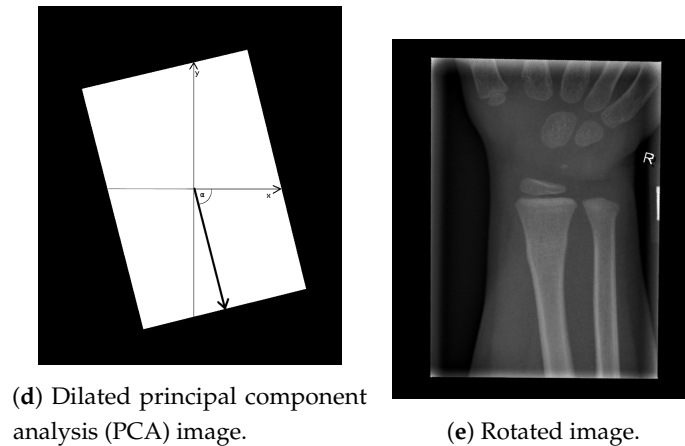 y
α
x
R
(d) Dilated principal component
analysis (PCA) image.
(e) Rotated image.